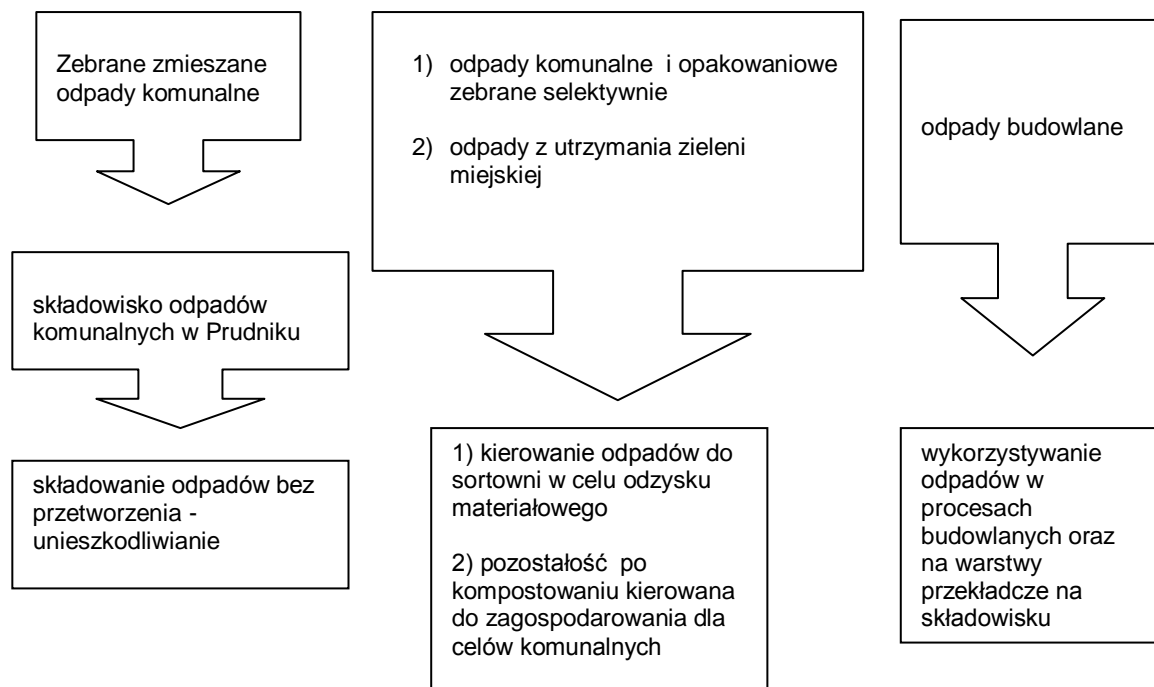 Zebrane zmieszane
odpady komunalne
składowisko odpadów
komunalnych w Prudniku
składowanie odpadów bez
przetworzenia -
unieszkodliwianie
1) odpady komunalne i opakowaniowe
zebrane selektywnie
2) odpady z utrzymania zieleni
miejskiej
1) kierowanie odpadów do
sortowni w celu odzysku
materiałowego
2) pozostałość po
kompostowaniu kierowana
do zagospodarowania dla
celów komunalnych
odpady budowlane
wykorzystywanie
odpadów w
procesach
budowlanych oraz
na warstwy
przekładcze na
składowisku